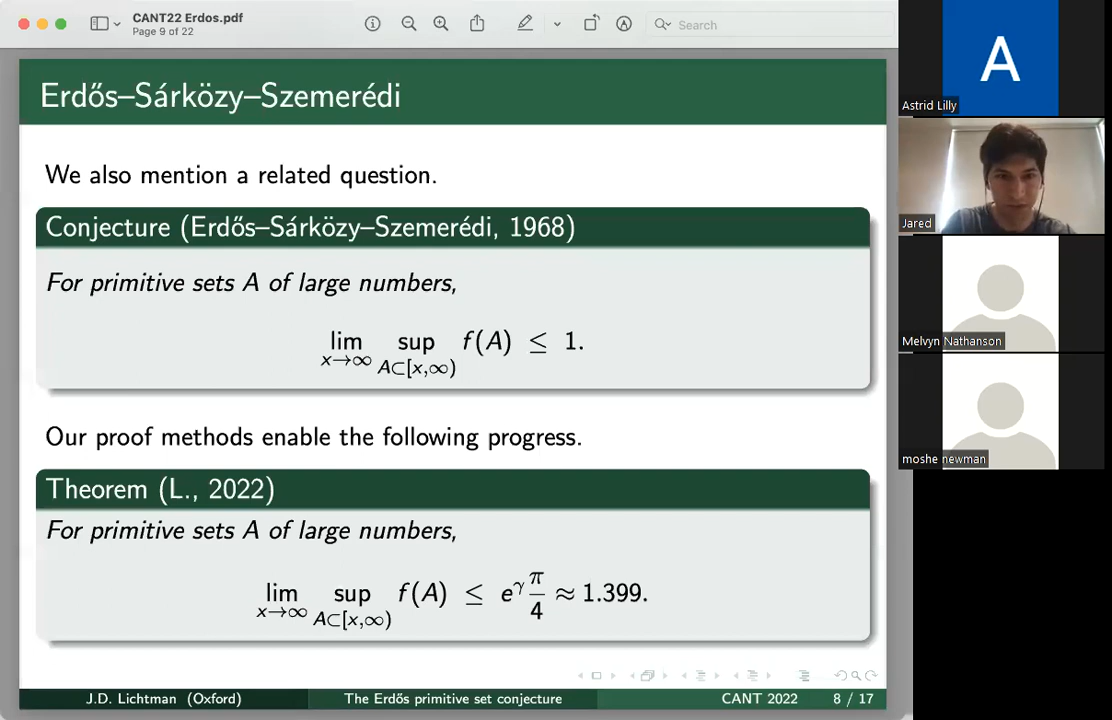 CANT22 Erdos.pdf
Page 9 of 22
Search
Erdős–Sárközy–Szemerédi
We also mention a related question.
Conjecture (Erdős–Sárközy–Szemerédi, 1968)
For primitive sets A of large numbers,
lim sup f(A) ≤ 1.
x→∞ A⊂[x,∞)
Our proof methods enable the following progress.
Theorem (L., 2022)
For primitive sets A of large numbers,
lim sup f(A) ≤ e^γ π/4 ≈ 1.399.
x→∞ A⊂[x,∞)
J.D. Lichtman (Oxford) The Erdős primitive set conjecture CANT 2022 8 / 17
A
Astrid Lilly
Jared
Melvyn Nathanson
moshe newman